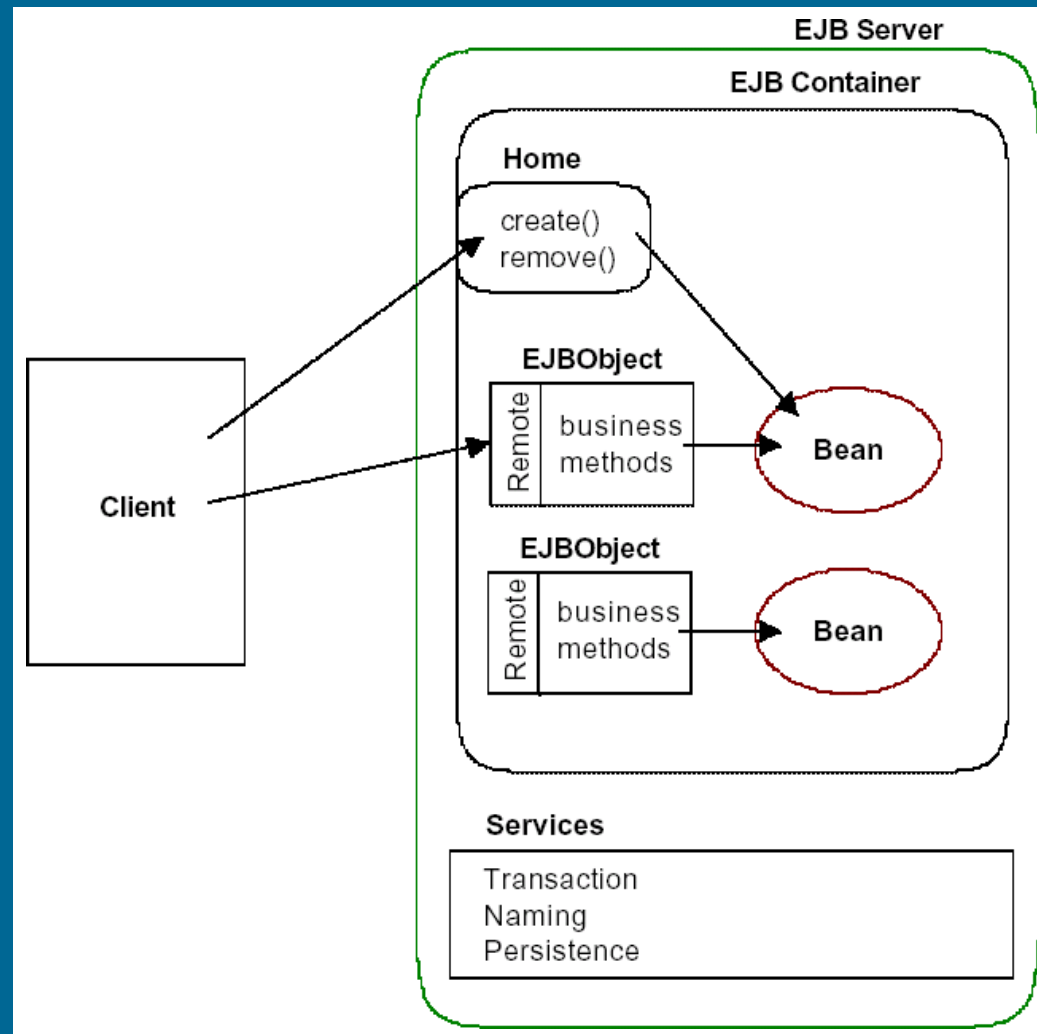 EJB Server
EJB Container
Home
create()
remove()
EJBObject
Remote
business
methods
Bean
Client
EJBObject
Remote
business
methods
Bean
Services
Transaction
Naming
Persistence